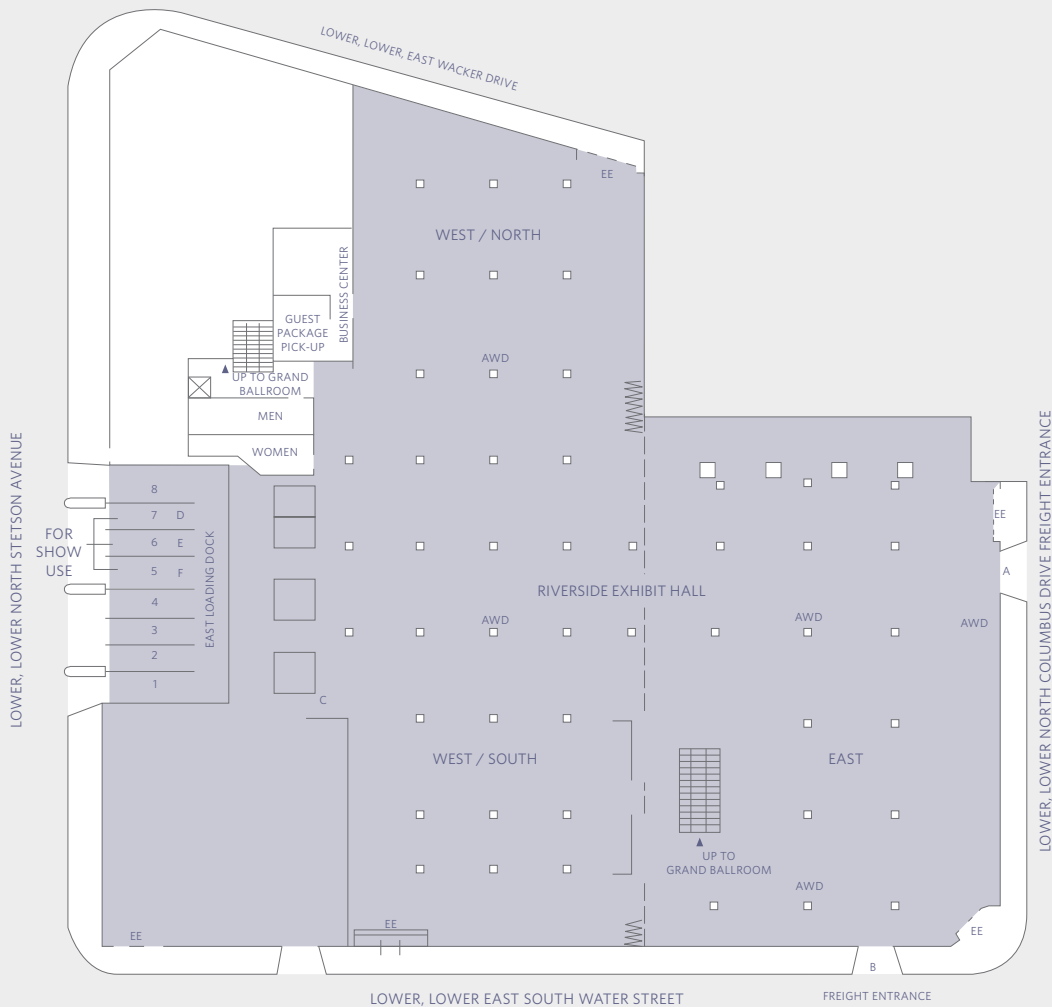 LOWER, LOWER, EAST WACKER DRIVE
EE
WEST / NORTH
BUSINESS CENTER
GUEST
PACKAGE
PICK-UP
AWD
UP TO GRAND
BALLROOM
MEN
WOMEN
LOWER, LOWER NORTH STETSON AVENUE
FOR
SHOW
USE
8
7 D
6 E
5 F
4
3
2
1
EAST LOADING DOCK
EE
A
LOWER, LOWER NORTH COLUMBUS DRIVE FREIGHT ENTRANCE
RIVERSIDE EXHIBIT HALL
AWD
AWD
AWD
C
WEST / SOUTH
EAST
UP TO
GRAND BALLROOM
AWD
EE
EE
EE
B
LOWER, LOWER EAST SOUTH WATER STREET
FREIGHT ENTRANCE